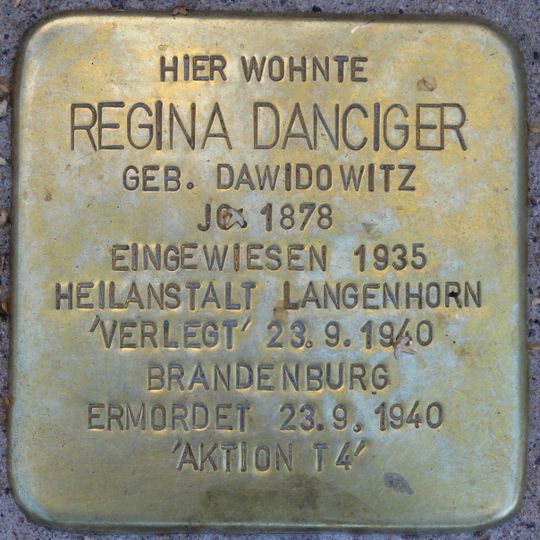 HIER WOHNTE
REGINA DANCIGER
GEB. DAWIDOWITZ
JG. 1878
EINGEWIESEN 1935
HEILANSTALT LANGENHORN
'VERLEGT' 23.9.1940
BRANDENBURG
ERMORDET 23.9.1940
'AKTION T4'